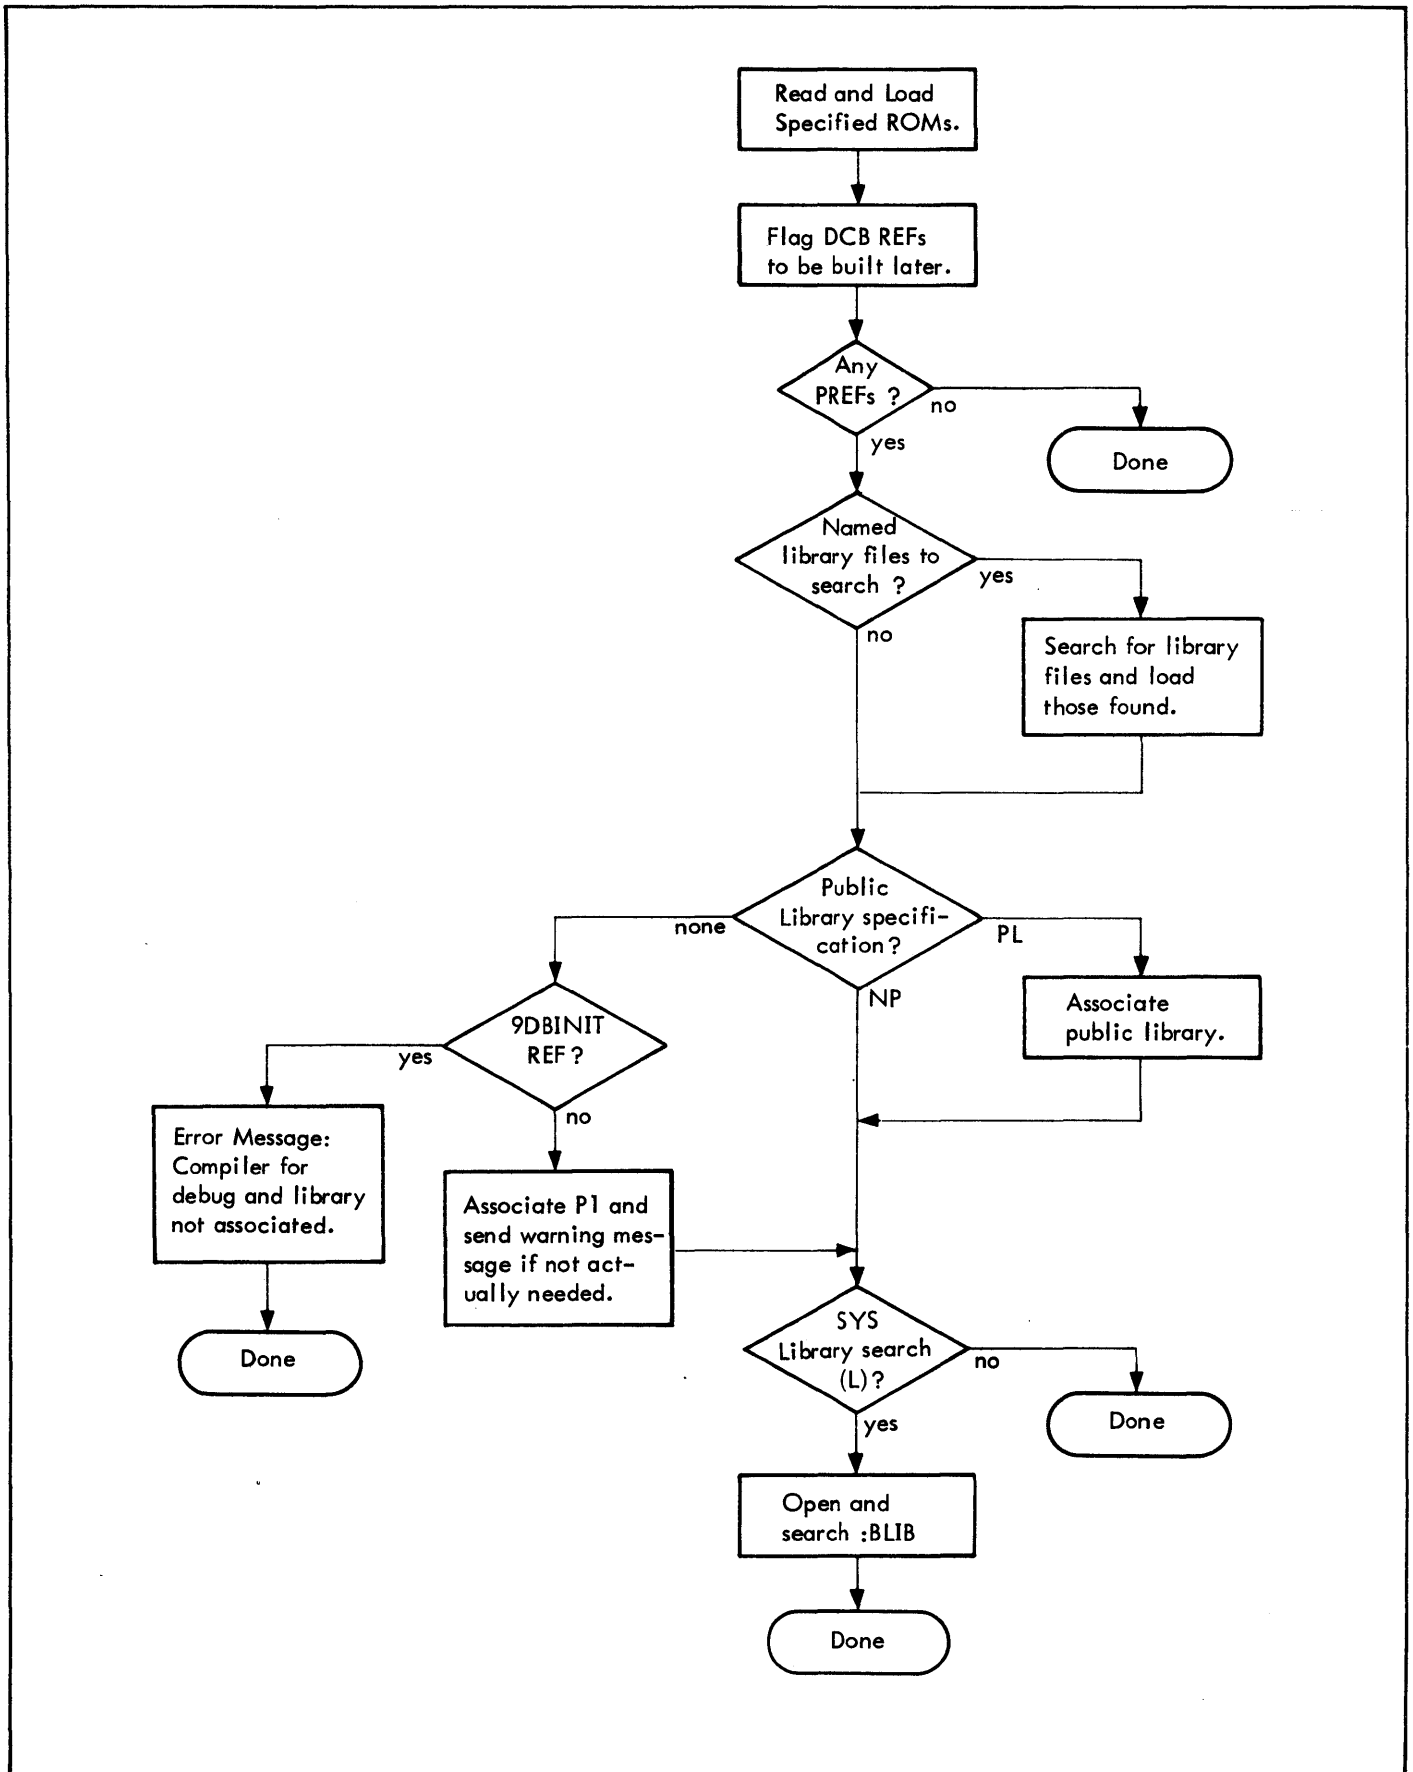 Read and Load
Specified ROMs.
Flag DCB REFs
to be built later.
Any
PREFs ?
no
yes
Done
Named
library files to
search ?
yes
no
Search for library
files and load
those found.
Public
Library specifi-
cation?
none
PL
NP
Associate
public library.
9DBINIT
REF?
yes
no
Error Message:
Compiler for
debug and library
not associated.
Associate P1 and
send warning mes-
sage if not act-
ually needed.
Done
SYS
Library search
(L)?
no
yes
Done
Open and
search :BLIB
Done